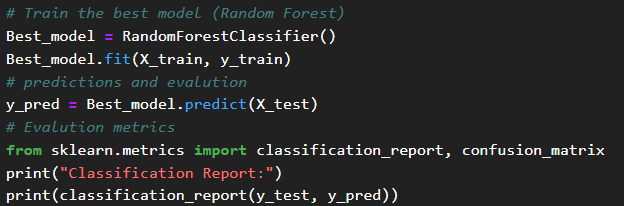 # Train the best model (Random Forest)
Best_model = RandomForestClassifier()
Best_model.fit(X_train, y_train)
# predictions and evalution
y_pred = Best_model.predict(X_test)
# Evalution metrics
from sklearn.metrics import classification_report, confusion_matrix
print("Classification Report:")
print(classification_report(y_test, y_pred))